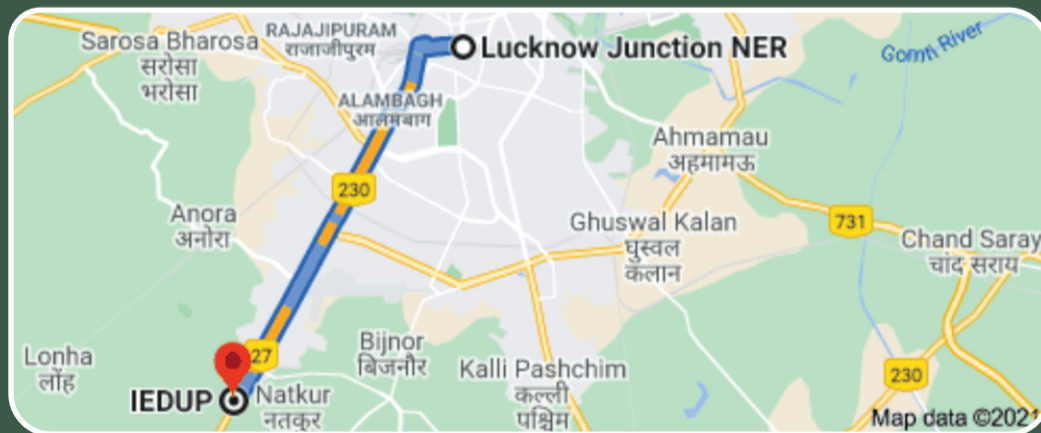 RAJAJIPURAM
राजाजीपुरम
Sarosa Bharosa
सरोसा
भरोसा
Lucknow Junction NER
Gomti River
ALAMBAGH
आलमबाग
Ahmamau
अहमामऊ
230
Anora
अनोरा
Ghuswal Kalan
घुस्वल
कलान
731
Chand Saray
चांद सराय
Bijnor
बिजनौर
27
Lonha
लोंह
Kalli Pashchim
कल्ली
पश्चिम
230
IEDUP
Natkur
नतकुर
Map data ©2021